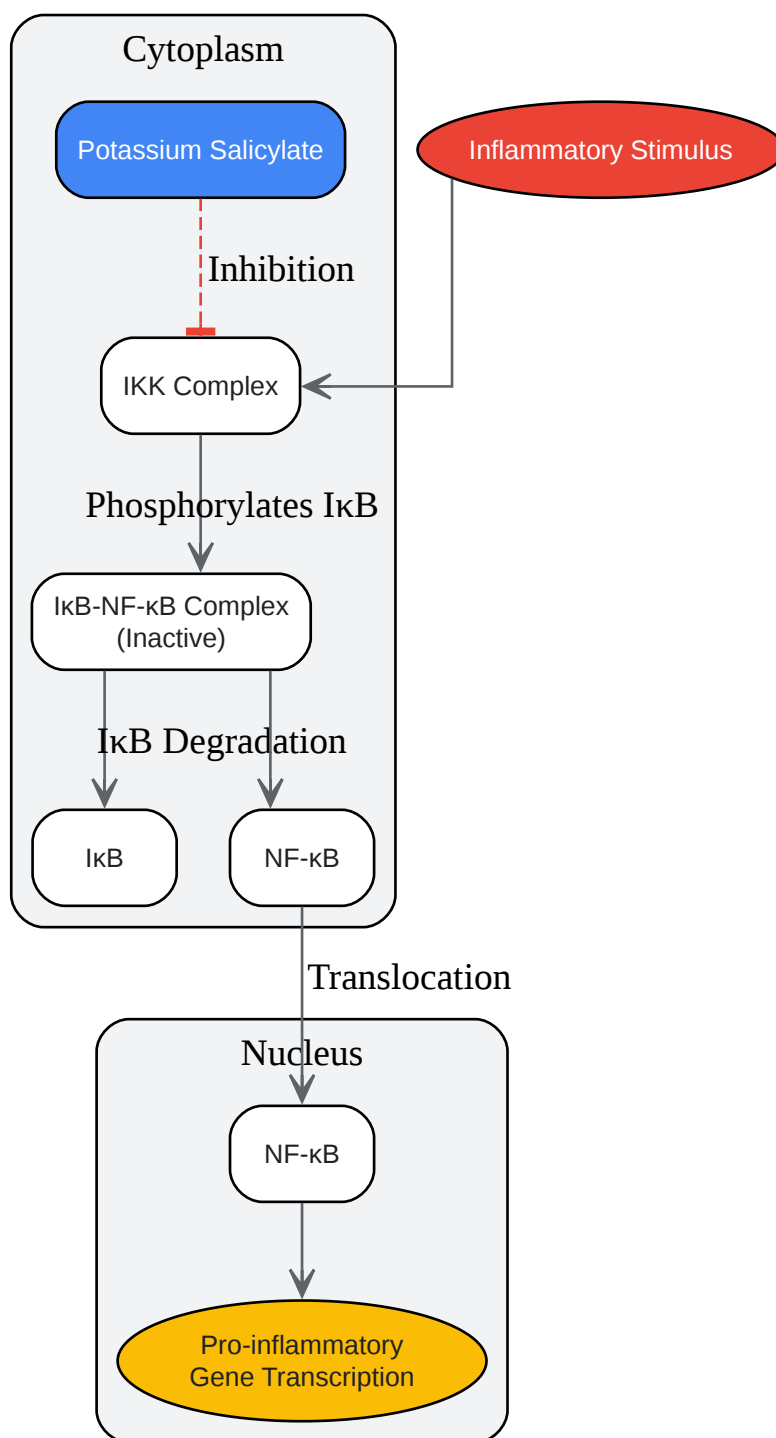 Cytoplasm
Potassium Salicylate
Inflammatory Stimulus
Inhibition
IKK Complex
Phosphorylates IκB
IκB-NF-κB Complex
(Inactive)
IκB Degradation
IκB
NF-κB
Translocation
Nucleus
NF-κB
Pro-inflammatory
Gene Transcription